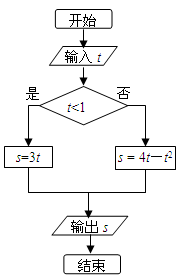 开始
输入 t
是
否
t<1
s=3t
s = 4t－t²
输出 s
结束